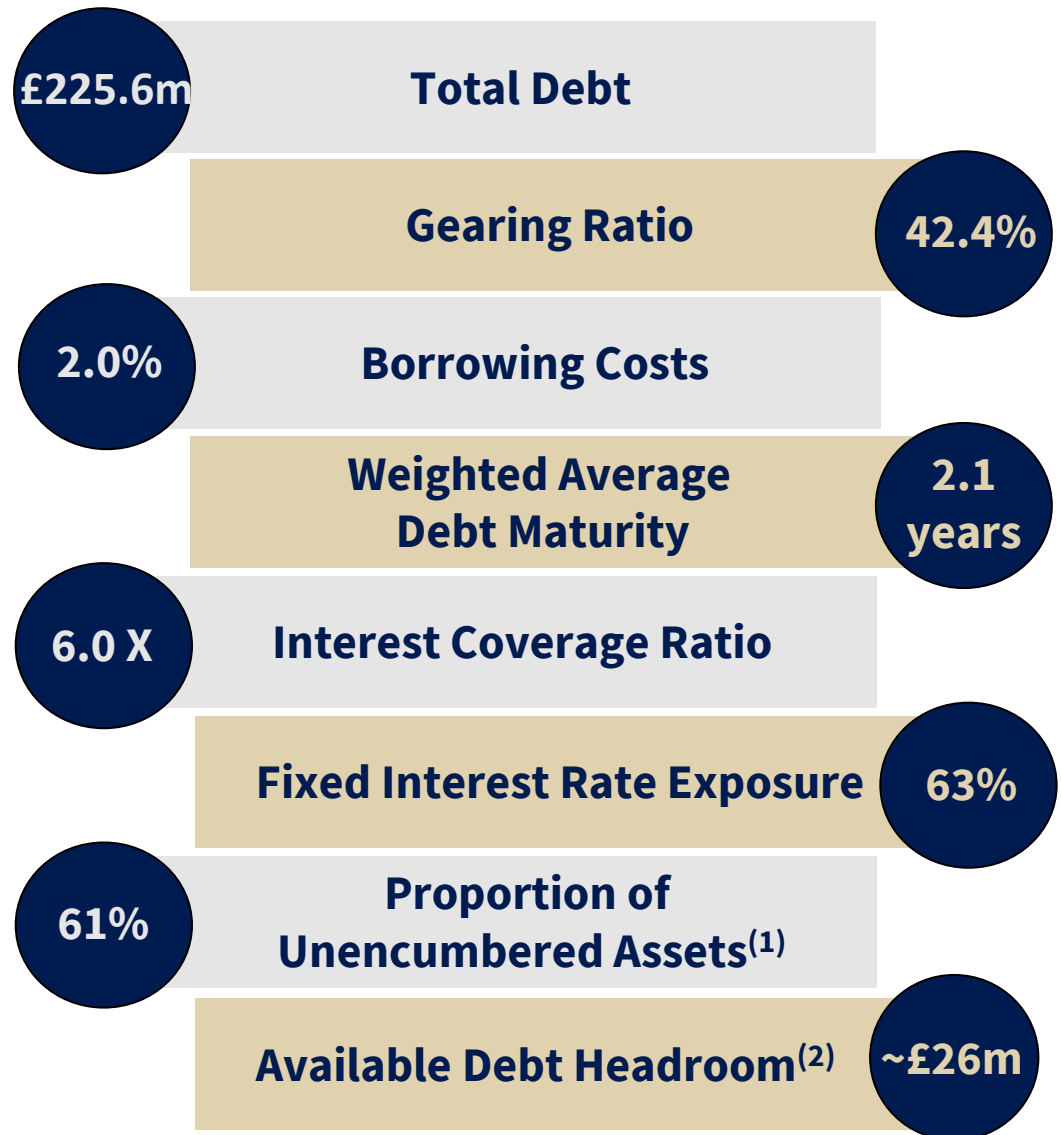 £225.6m
Total Debt
Gearing Ratio
42.4%
2.0%
Borrowing Costs
Weighted Average
Debt Maturity
2.1
years
6.0 X
Interest Coverage Ratio
Fixed Interest Rate Exposure
63%
61%
Proportion of
Unencumbered Assets(1)
Available Debt Headroom(2)
~£26m